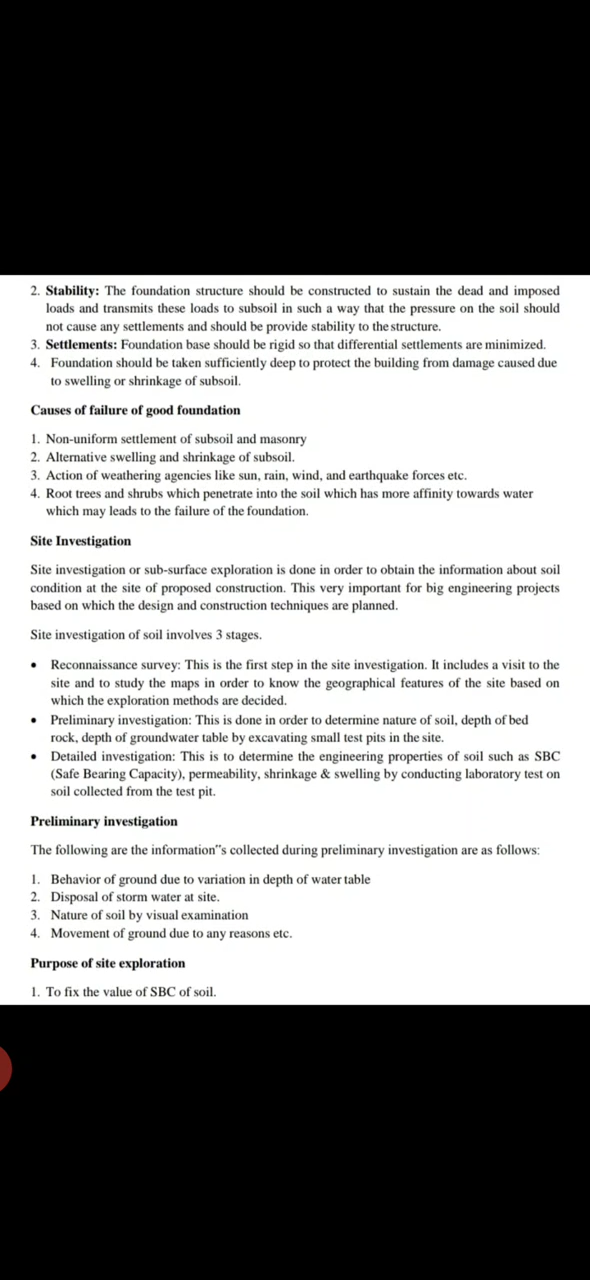 2. Stability: The foundation structure should be constructed to sustain the dead and imposed
loads and transmits these loads to subsoil in such a way that the pressure on the soil should
not cause any settlements and should be provide stability to the structure.
3. Settlements: Foundation base should be rigid so that differential settlements are minimized.
4. Foundation should be taken sufficiently deep to protect the building from damage caused due
to swelling or shrinkage of subsoil.
Causes of failure of good foundation
1. Non-uniform settlement of subsoil and masonry
2. Alternative swelling and shrinkage of subsoil.
3. Action of weathering agencies like sun, rain, wind, and earthquake forces etc.
4. Root trees and shrubs which penetrate into the soil which has more affinity towards water
which may leads to the failure of the foundation.
Site Investigation
Site investigation or sub-surface exploration is done in order to obtain the information about soil
condition at the site of proposed construction. This very important for big engineering projects
based on which the design and construction techniques are planned.
Site investigation of soil involves 3 stages.
• Reconnaissance survey: This is the first step in the site investigation. It includes a visit to the
site and to study the maps in order to know the geographical features of the site based on
which the exploration methods are decided.
• Preliminary investigation: This is done in order to determine nature of soil, depth of bed
rock, depth of groundwater table by excavating small test pits in the site.
• Detailed investigation: This is to determine the engineering properties of soil such as SBC
(Safe Bearing Capacity), permeability, shrinkage & swelling by conducting laboratory test on
soil collected from the test pit.
Preliminary investigation
The following are the information"s collected during preliminary investigation are as follows:
1. Behavior of ground due to variation in depth of water table
2. Disposal of storm water at site.
3. Nature of soil by visual examination
4. Movement of ground due to any reasons etc.
Purpose of site exploration
1. To fix the value of SBC of soil.